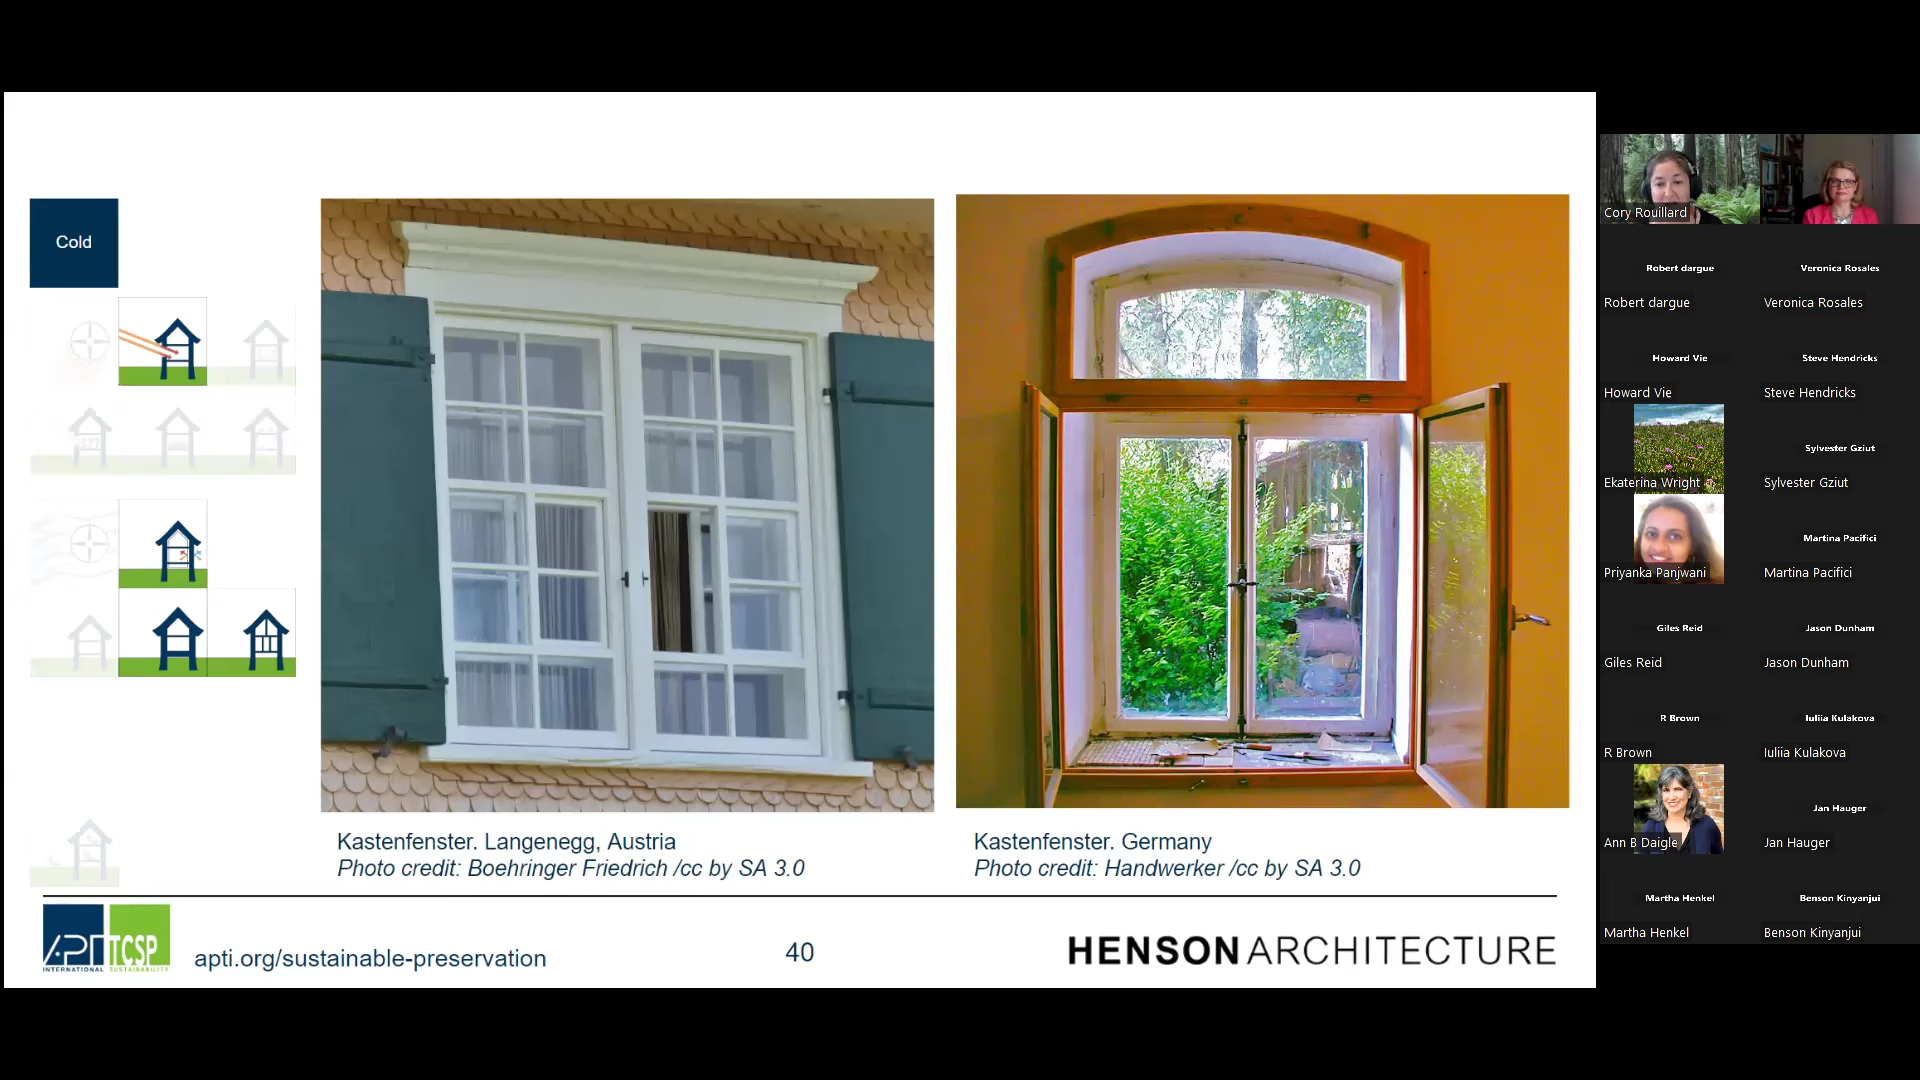 Cold
Kastenfenster. Langenegg, Austria
Photo credit: Boehringer Friedrich /cc by SA 3.0
Kastenfenster. Germany
Photo credit: Handwerker /cc by SA 3.0
APT TCSP
INTERNATIONAL SUSTAINABILITY
apti.org/sustainable-preservation
40
HENSON ARCHITECTURE
Cory Rouillard
Robert dargue
Robert dargue
Veronica Rosales
Veronica Rosales
Howard Vie
Howard Vie
Steve Hendricks
Steve Hendricks
Ekaterina Wright
Sylvester Gziut
Sylvester Gziut
Priyanka Panjwani
Martina Pacifici
Martina Pacifici
Giles Reid
Giles Reid
Jason Dunham
Jason Dunham
R Brown
R Brown
Iuliia Kulakova
Iuliia Kulakova
Ann B Daigle
Jan Hauger
Jan Hauger
Martha Henkel
Martha Henkel
Benson Kinyanjui
Benson Kinyanjui